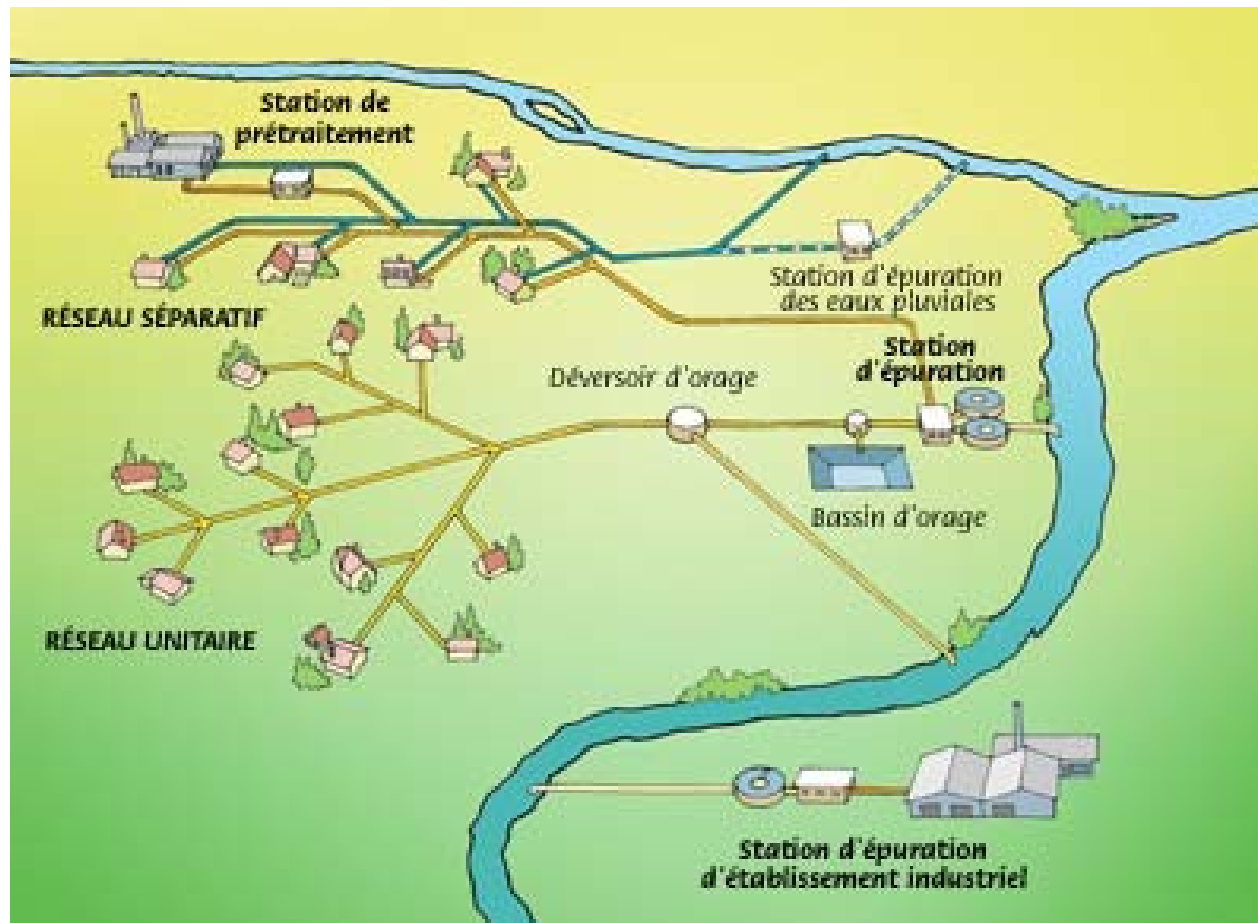 Station de
prétraitement
Station d'épuration
des eaux pluviales
RÉSEAU SÉPARATIF
Station
d'épuration
Déversoir d'orage
Bassin d'orage
RÉSEAU UNITAIRE
Station d'épuration
d'établissement industriel